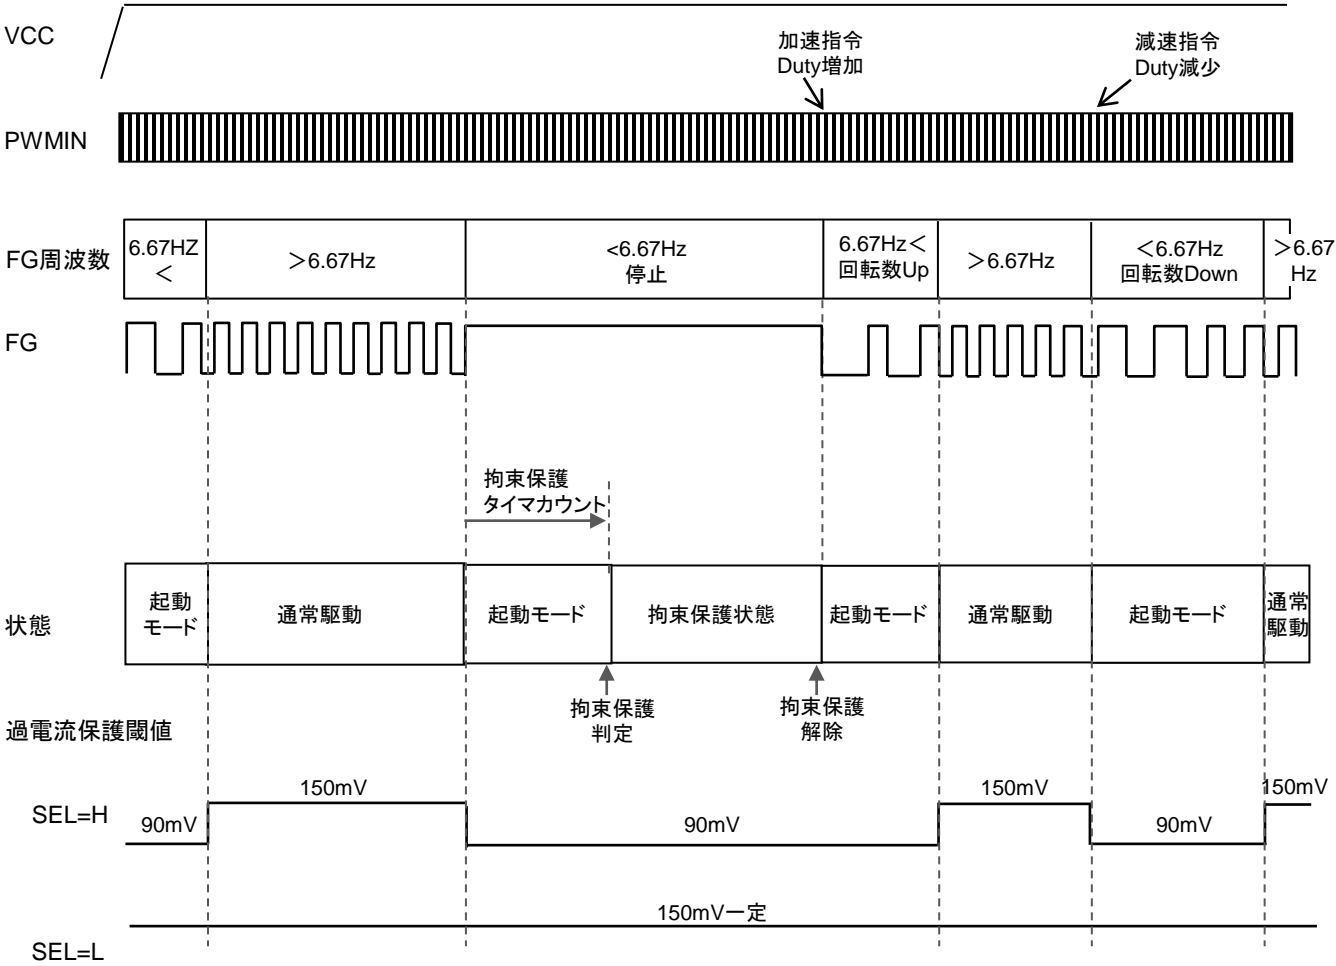 VCC
加速指令
Duty増加
減速指令
Duty減少
PWMIN
FG周波数
6.67HZ
＜
＞6.67Hz
<6.67Hz
停止
6.67Hz＜
回転数Up
＞6.67Hz
＜6.67Hz
回転数Down
＞6.67
Hz
FG
拘束保護
タイマカウント
状態
起動
モード
通常駆動
起動モード
拘束保護状態
起動モード
通常駆動
起動モード
通常
駆動
拘束保護
判定
拘束保護
解除
過電流保護閾値
SEL=H
90mV
150mV
90mV
150mV
90mV
150mV
150mV一定
SEL=L